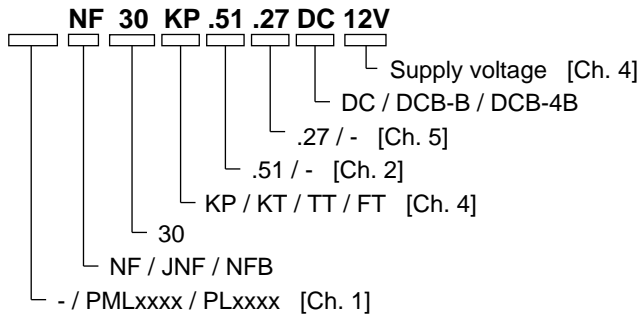 NF 30 KP .51 .27 DC 12V
Supply voltage [Ch. 4]
DC / DCB-B / DCB-4B
.27 / - [Ch. 5]
.51 / - [Ch. 2]
KP / KT / TT / FT [Ch. 4]
30
NF / JNF / NFB
- / PMLxxxx / PLxxxx [Ch. 1]